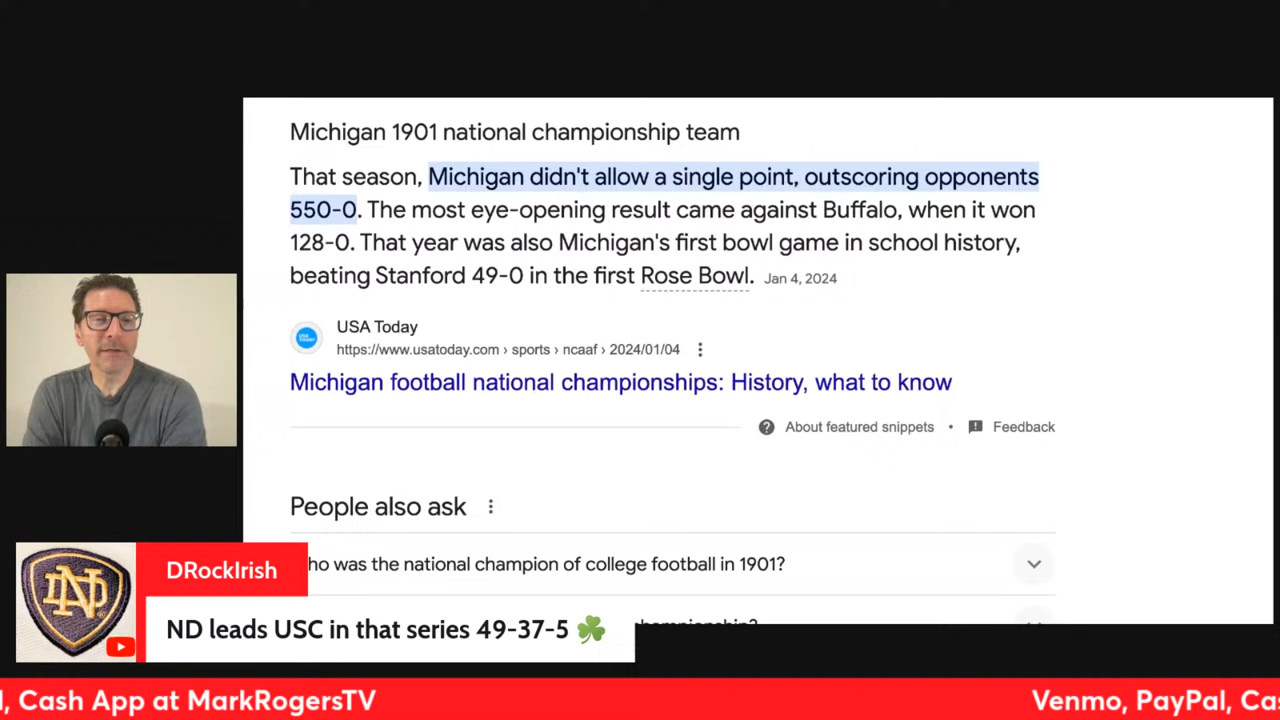 Michigan 1901 national championship team
That season, Michigan didn't allow a single point, outscoring opponents
550-0. The most eye-opening result came against Buffalo, when it won
128-0. That year was also Michigan's first bowl game in school history,
beating Stanford 49-0 in the first Rose Bowl. Jan 4, 2024
USA TODAY
USA Today
https://www.usatoday.com › sports › ncaaf › 2024/01/04
Michigan football national championships: History, what to know
About featured snippets • Feedback
People also ask
ho was the national champion of college football in 1901?
ND
DRockIrish
ND leads USC in that series 49-37-5 ☘️
l, Cash App at MarkRogersTV
Venmo, PayPal, Cas